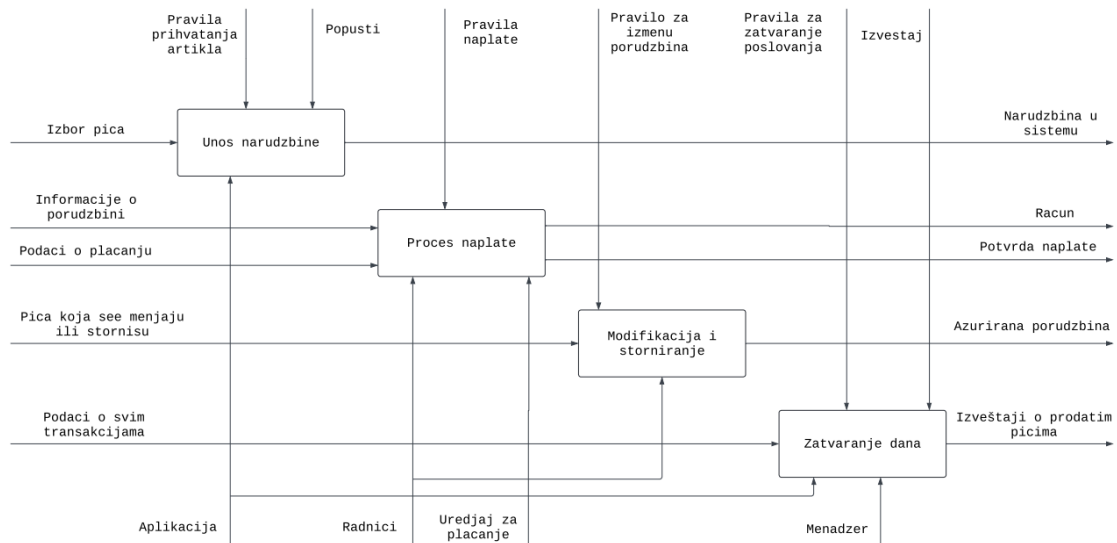 Pravila
prihvatanja
artikla
Popusti
Pravila
naplate
Pravilo za
izmenu
porudzbina
Pravila za
zatvaranje
poslovanja
Izvestaj
Izbor pica
Unos narudzbine
Narudzbina u
sistemu
Informacije o
porudzbini
Podaci o placanju
Proces naplate
Racun
Potvrda naplate
Pica koja see menjaju
ili stornisu
Modifikacija i
storniranje
Azurirana porudzbina
Podaci o svim
transakcijama
Zatvaranje dana
Izveštaji o prodatim
picima
Aplikacija
Radnici
Uredjaj za
placanje
Menadzer